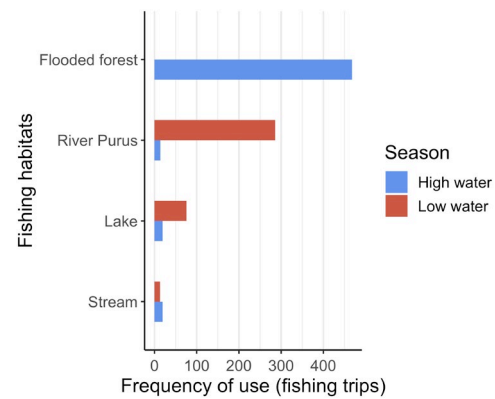 Flooded forest
River Purus
Lake
Stream
Fishing habitats
0 100 200 300 400
Frequency of use (fishing trips)
Season
High water
Low water